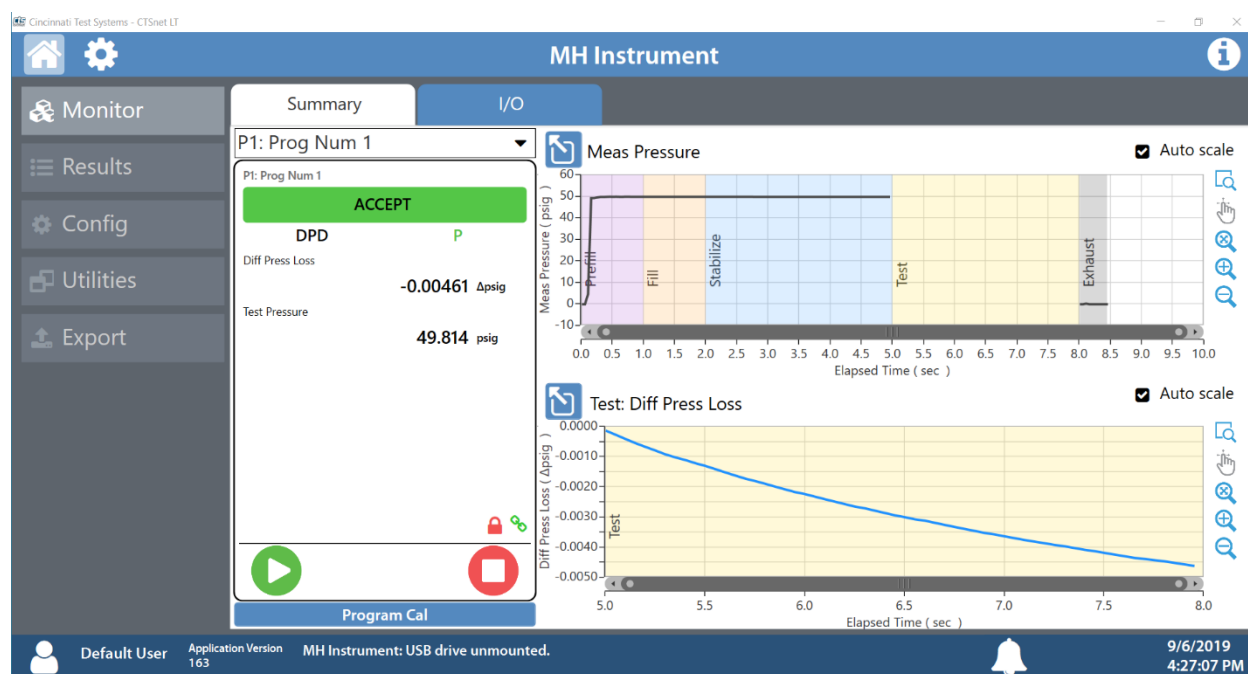 Cincinnati Test Systems - CTSnet LT
MH Instrument
Monitor
Results
Config
Utilities
Export
Summary
I/O
P1: Prog Num 1
P1: Prog Num 1
ACCEPT
DPD P
Diff Press Loss
-0.00461 Δpsig
Test Pressure
49.814 psig
Program Cal
Meas Pressure
Auto scale
Meas Pressure ( psig )
60
50
40
30
20
10
0
-10
Prefill
Fill
Stabilize
Test
Exhaust
0.0 0.5 1.0 1.5 2.0 2.5 3.0 3.5 4.0 4.5 5.0 5.5 6.0 6.5 7.0 7.5 8.0 8.5 9.0 9.5 10.0
Elapsed Time ( sec )
Test: Diff Press Loss
Auto scale
Diff Press Loss ( Δpsig )
0.0000
-0.0010
-0.0020
-0.0030
-0.0040
-0.0050
Test
5.0 5.5 6.0 6.5 7.0 7.5 8.0
Elapsed Time ( sec )
Default User
Application Version
163
MH Instrument: USB drive unmounted.
9/6/2019
4:27:07 PM